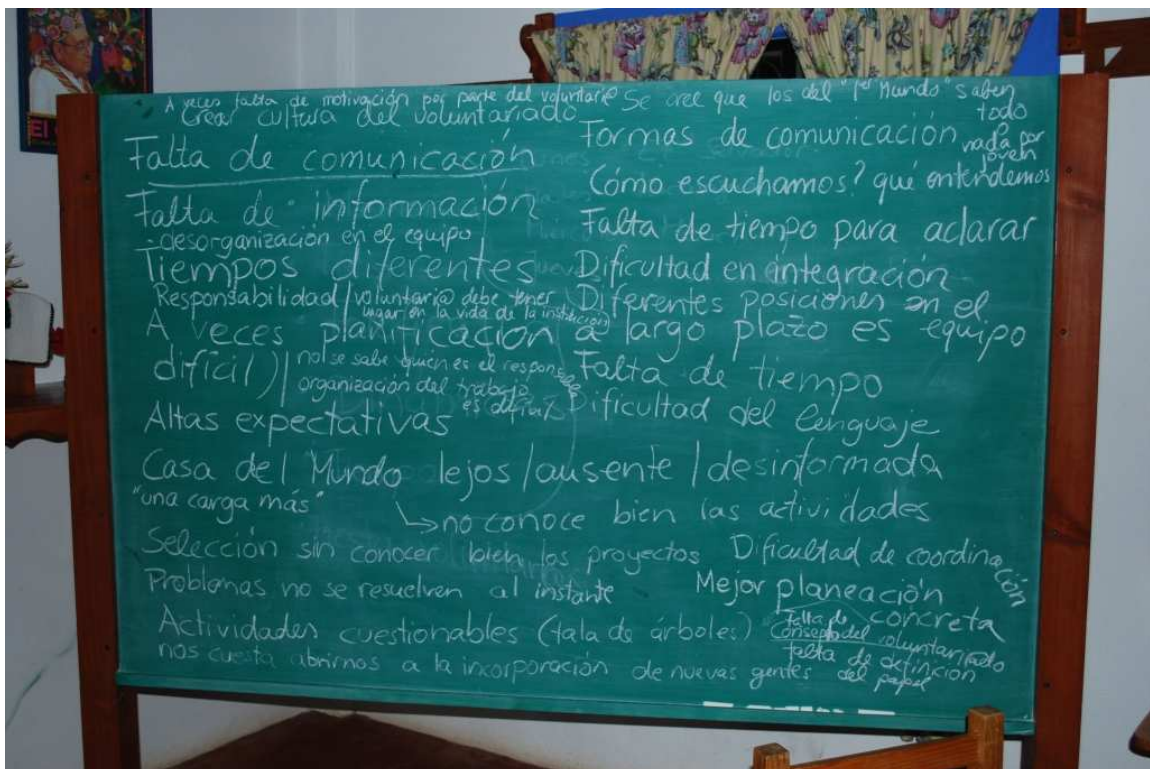 El
A veces falta de motivación por parte del voluntari@
Crear cultura del voluntariado
Falta de comunicación
Falta de información
-desorganización en el equipo
Tiempos diferentes
Responsabilidad / voluntari@ debe tener
lugar en la vida de la institución
A veces planificación a largo plazo es
difícil
no se sabe quién es el responsable
organización del trabajo
es difícil
Altas expectativas
Casa del Mundo lejos / ausente / desinformada
"una carga más"
→ no conoce bien las actividades
Selección sin conocer bien los proyectos
Problemas no se resuelven al instante
Actividades cuestionables (tala de árboles)
nos cuesta abrirnos a la incorporación de nuevas gentes
Se cree que los del "1er Mundo" saben
todo
Formas de comunicación
nada por
joven
Cómo escuchamos? qué entendemos
Falta de tiempo para aclarar
Dificultad en integración
Diferentes posiciones en el
equipo
Falta de tiempo
Dificultad del lenguaje
Dificultad de coordinación
Mejor planeación
concreta
Falta de
Concepto del voluntariado
falta de definición
del papel